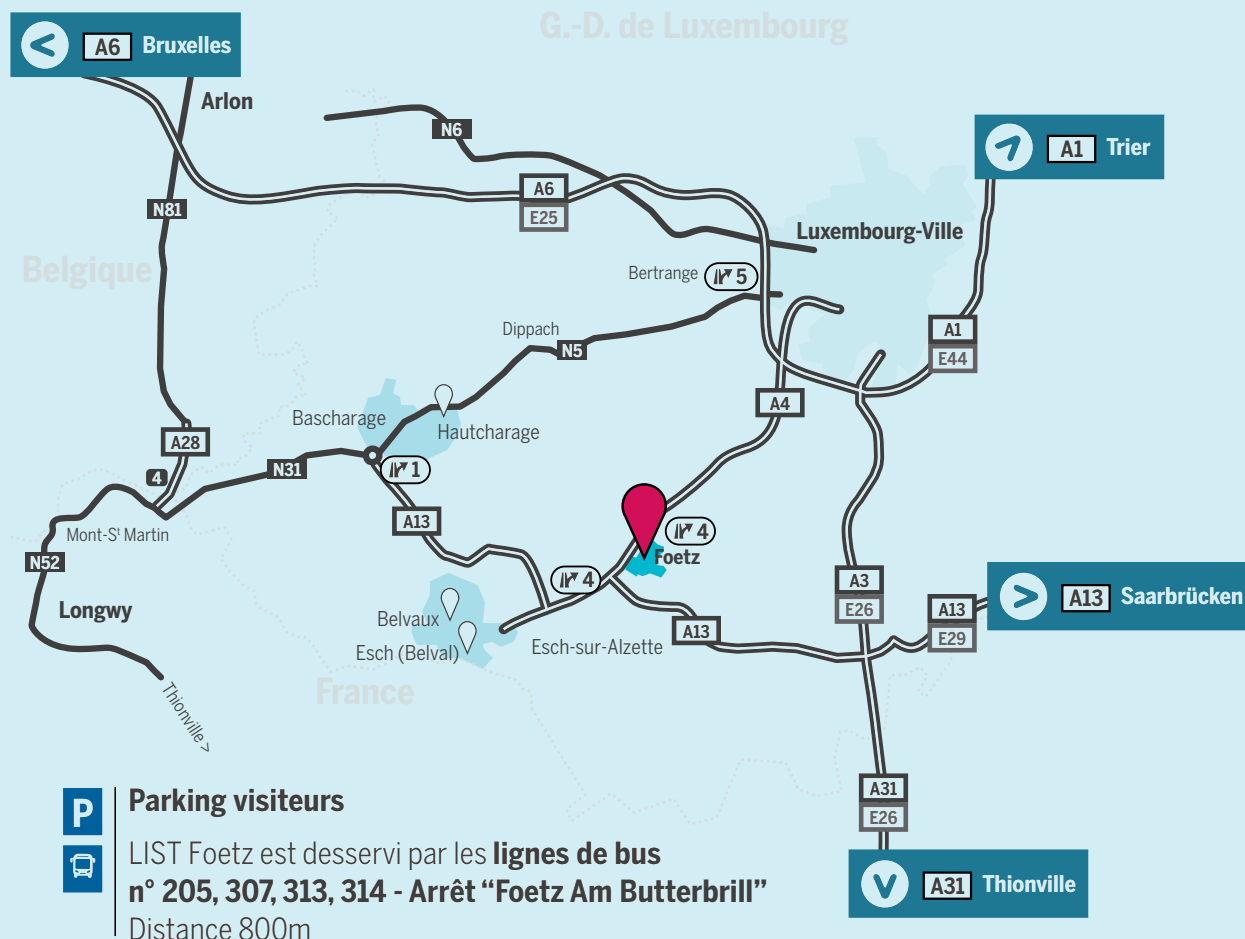 G.-D. de Luxembourg
< A6 Bruxelles
Arlon
N6
A1 Trier
A6
E25
N81
Luxembourg-Ville
Belgique
Bertrange 5
Dippach
N5
A1
E44
A4
Bascharage
Hautcharage
A28
N31
1
4
A13
Mont-Sᵗ Martin
4
Foetz
N52
4
A3
E26
A13 Saarbrücken
A13
E29
Longwy
Belvaux
Esch (Belval)
Esch-sur-Alzette
A13
France
Thionville >
A31
E26
A31 Thionville
P
Parking visiteurs
LIST Foetz est desservi par les lignes de bus
n° 205, 307, 313, 314 - Arrêt “Foetz Am Butterbrill”
Distance 800m